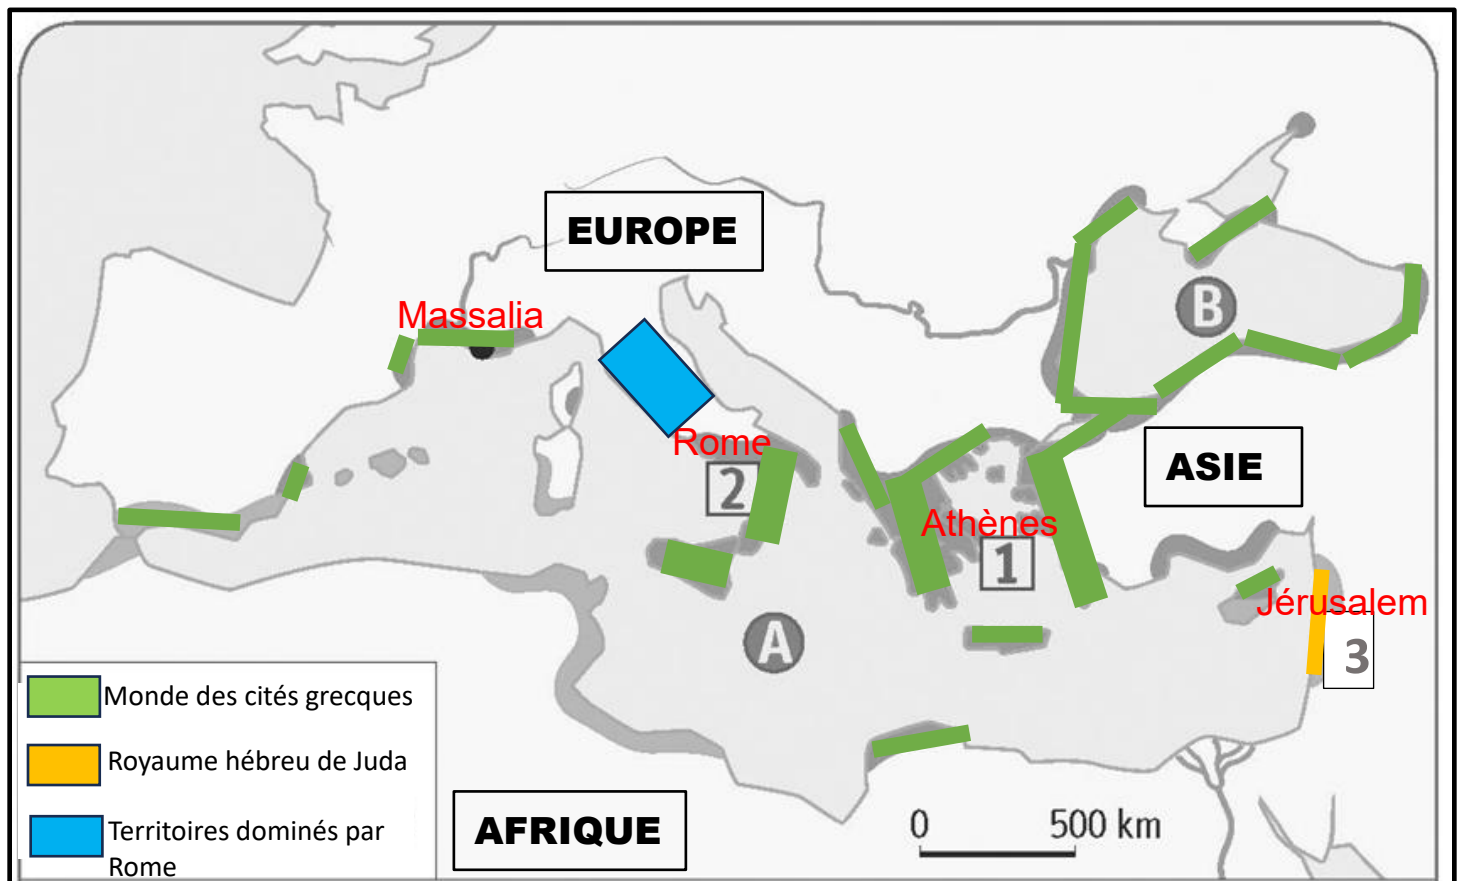 EUROPE
Massalia
B
Rome
2
ASIE
Athènes
1
Jérusalem
3
A
Monde des cités grecques
Royaume hébreu de Juda
Territoires dominés par
Rome
AFRIQUE
0 500 km